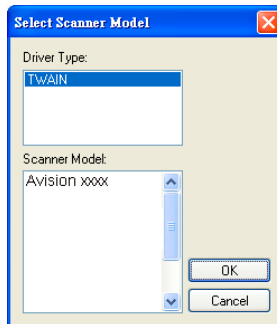 Select Scanner Model
Driver Type:
TWAIN
Scanner Model:
Avision xxxx
OK
Cancel